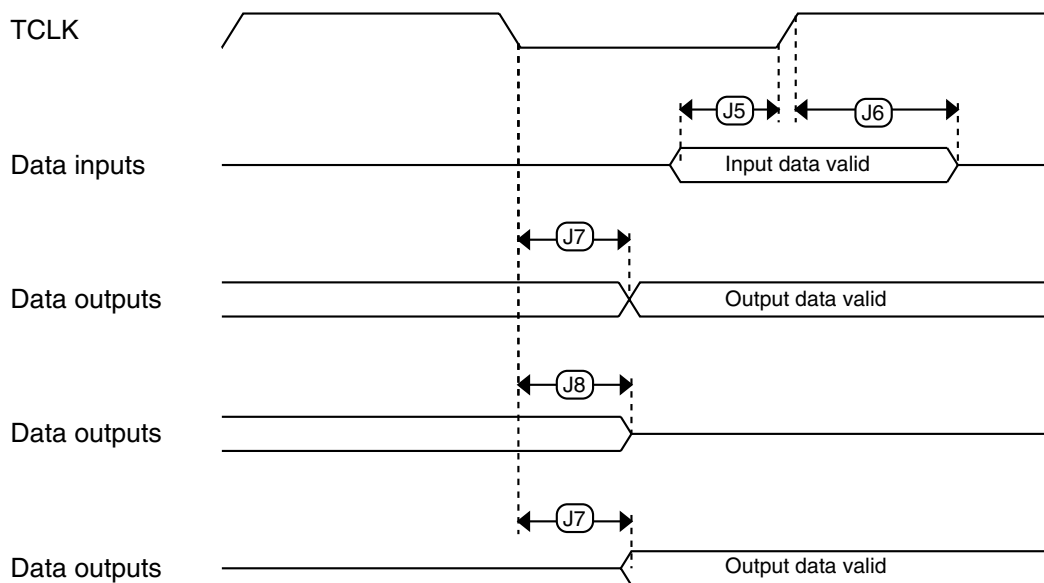 TCLK
J5
J6
Data inputs
Input data valid
J7
Data outputs
Output data valid
J8
Data outputs
J7
Data outputs
Output data valid